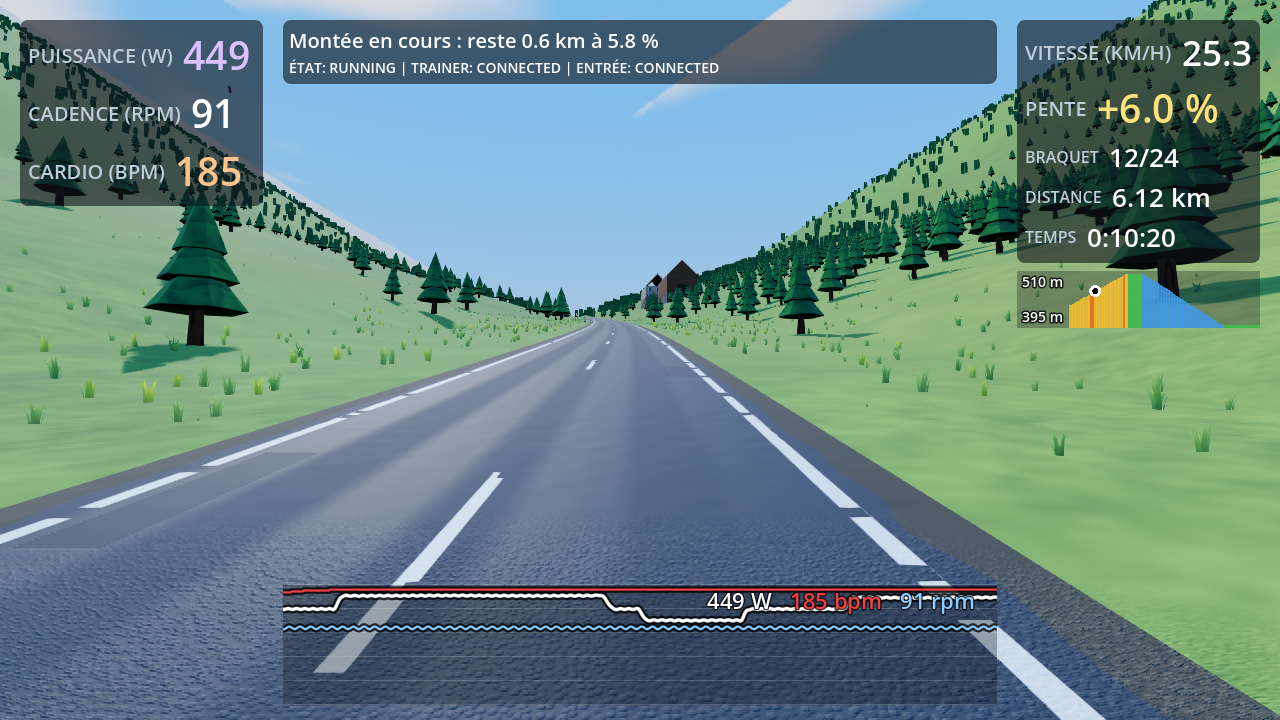 PUISSANCE (W) 449
CADENCE (RPM) 91
CARDIO (BPM) 185
Montée en cours : reste 0.6 km à 5.8 %
ÉTAT: RUNNING | TRAINER: CONNECTED | ENTRÉE: CONNECTED
VITESSE (KM/H) 25.3
PENTE +6.0 %
BRAQUET 12/24
DISTANCE 6.12 km
TEMPS 0:10:20
510 m
395 m
449 W 185 bpm 91 rpm